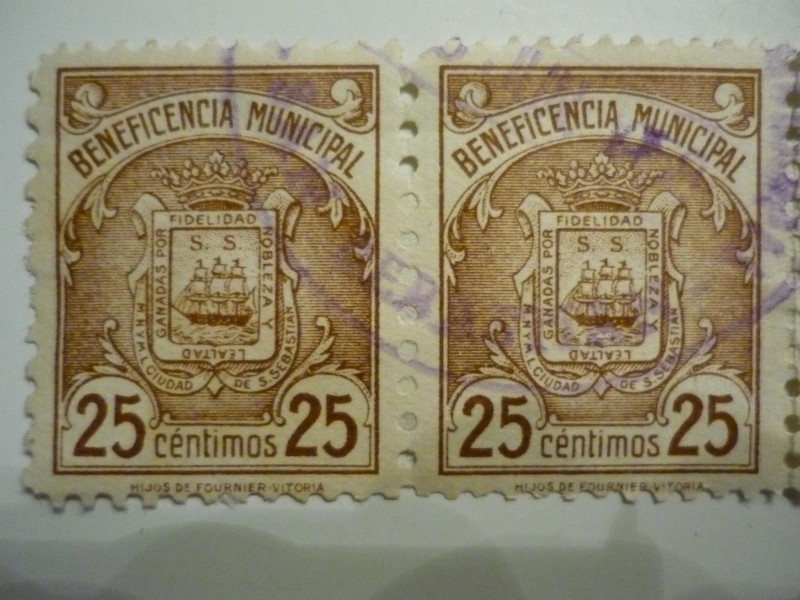 BENEFICENCIA MUNICIPAL
FIDELIDAD
GANADAS POR
NOBLEZA Y
LEALTAD
S. S.
M.N.Y.M.L. CIUDAD DE S. SEBASTIAN
25 céntimos 25
HIJOS DE FOURNIER-VITORIA
BENEFICENCIA MUNICIPAL
FIDELIDAD
GANADAS POR
NOBLEZA Y
LEALTAD
S. S.
M.N.Y.M.L. CIUDAD DE S. SEBASTIAN
25 céntimos 25
HIJOS DE FOURNIER-VITORIA